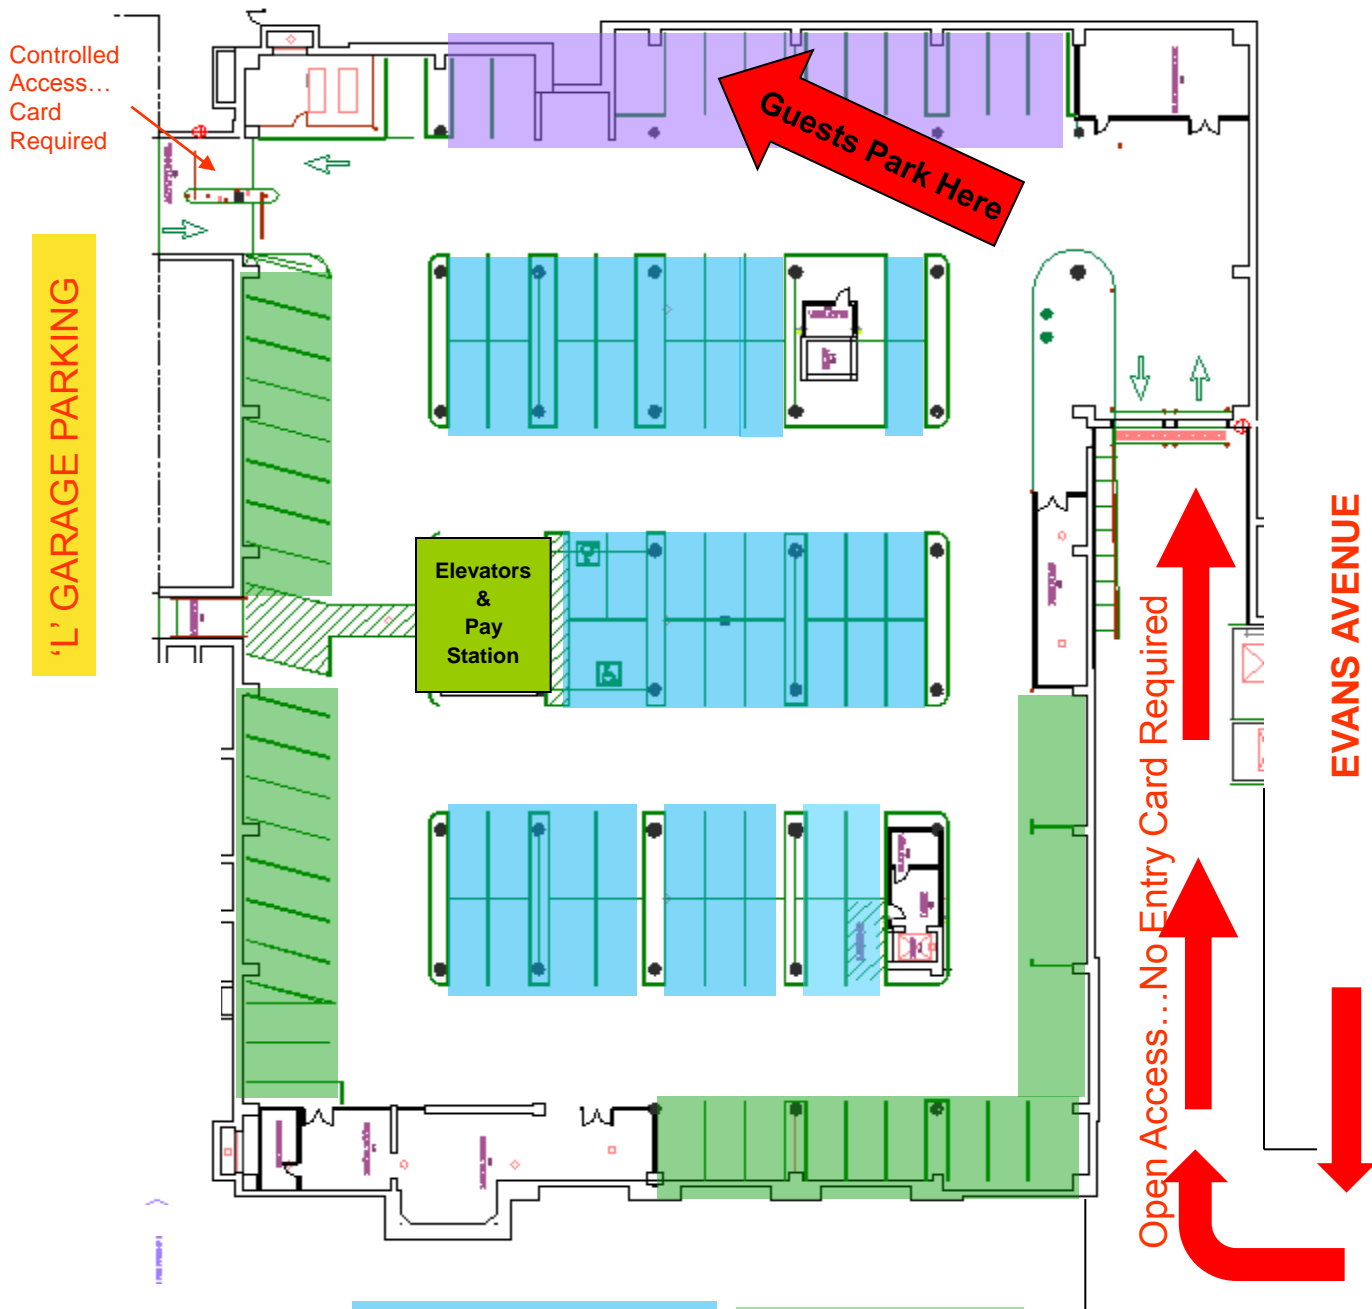 Controlled
Access…
Card
Required
Guests Park Here
'L' GARAGE PARKING
Elevators
&
Pay
Station
Open Access…No Entry Card Required
EVANS AVENUE